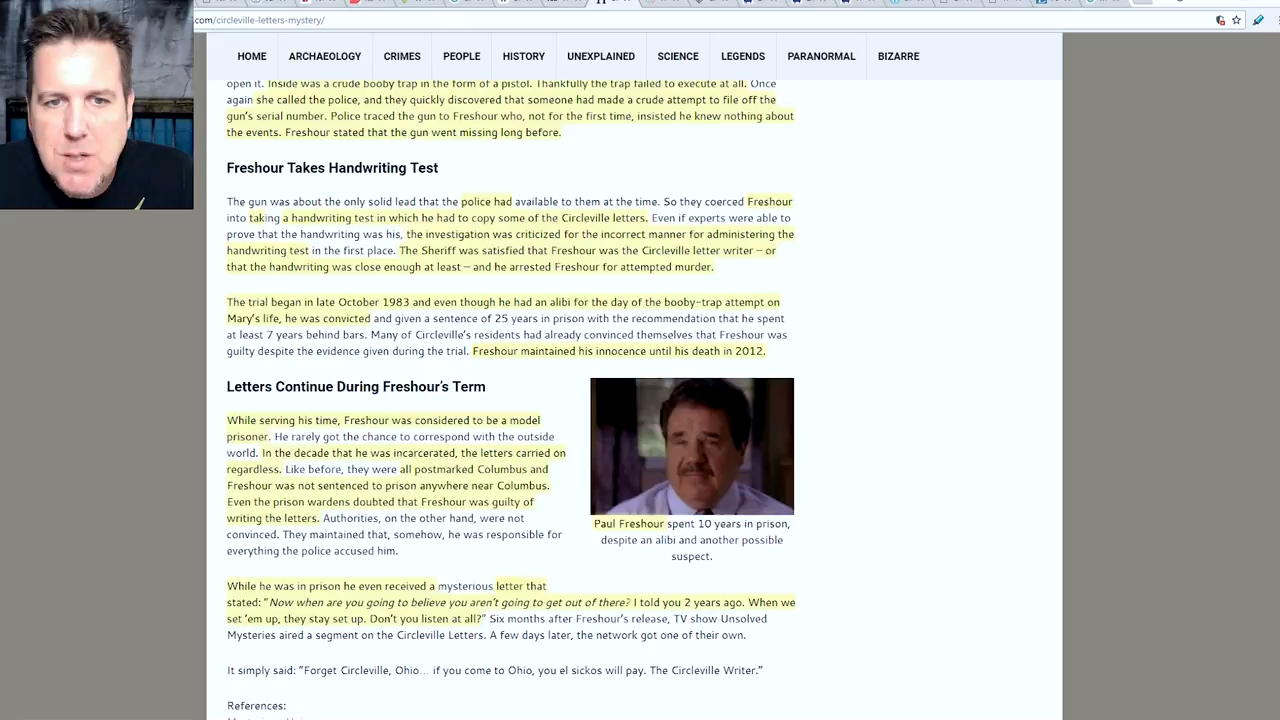 com/circleville-letters-mystery/
HOME ARCHAEOLOGY CRIMES PEOPLE HISTORY UNEXPLAINED SCIENCE LEGENDS PARANORMAL BIZARRE
open it. Inside was a crude booby trap in the form of a pistol. Thankfully the trap failed to execute at all. Once
again she called the police, and they quickly discovered that someone had made a crude attempt to file off the
gun's serial number. Police traced the gun to Freshour who, not for the first time, insisted he knew nothing about
the events. Freshour stated that the gun went missing long before.
Freshour Takes Handwriting Test
The gun was about the only solid lead that the police had available to them at the time. So they coerced Freshour
into taking a handwriting test in which he had to copy some of the Circleville letters. Even if experts were able to
prove that the handwriting was his, the investigation was criticized for the incorrect manner for administering the
handwriting test in the first place. The Sheriff was satisfied that Freshour was the Circleville letter writer – or
that the handwriting was close enough at least – and he arrested Freshour for attempted murder.
The trial began in late October 1983 and even though he had an alibi for the day of the booby-trap attempt on
Mary's life, he was convicted and given a sentence of 25 years in prison with the recommendation that he spent
at least 7 years behind bars. Many of Circleville's residents had already convinced themselves that Freshour was
guilty despite the evidence given during the trial. Freshour maintained his innocence until his death in 2012.
Letters Continue During Freshour's Term
While serving his time, Freshour was considered to be a model
prisoner. He rarely got the chance to correspond with the outside
world. In the decade that he was incarcerated, the letters carried on
regardless. Like before, they were all postmarked Columbus and
Freshour was not sentenced to prison anywhere near Columbus.
Even the prison wardens doubted that Freshour was guilty of
writing the letters. Authorities, on the other hand, were not
convinced. They maintained that, somehow, he was responsible for
everything the police accused him.
Paul Freshour spent 10 years in prison,
despite an alibi and another possible
suspect.
While he was in prison he even received a mysterious letter that
stated: "Now when are you going to believe you aren't going to get out of there? I told you 2 years ago. When we
set 'em up, they stay set up. Don't you listen at all?" Six months after Freshour's release, TV show Unsolved
Mysteries aired a segment on the Circleville Letters. A few days later, the network got one of their own.
It simply said: "Forget Circleville, Ohio... if you come to Ohio, you el sickos will pay. The Circleville Writer."
References: